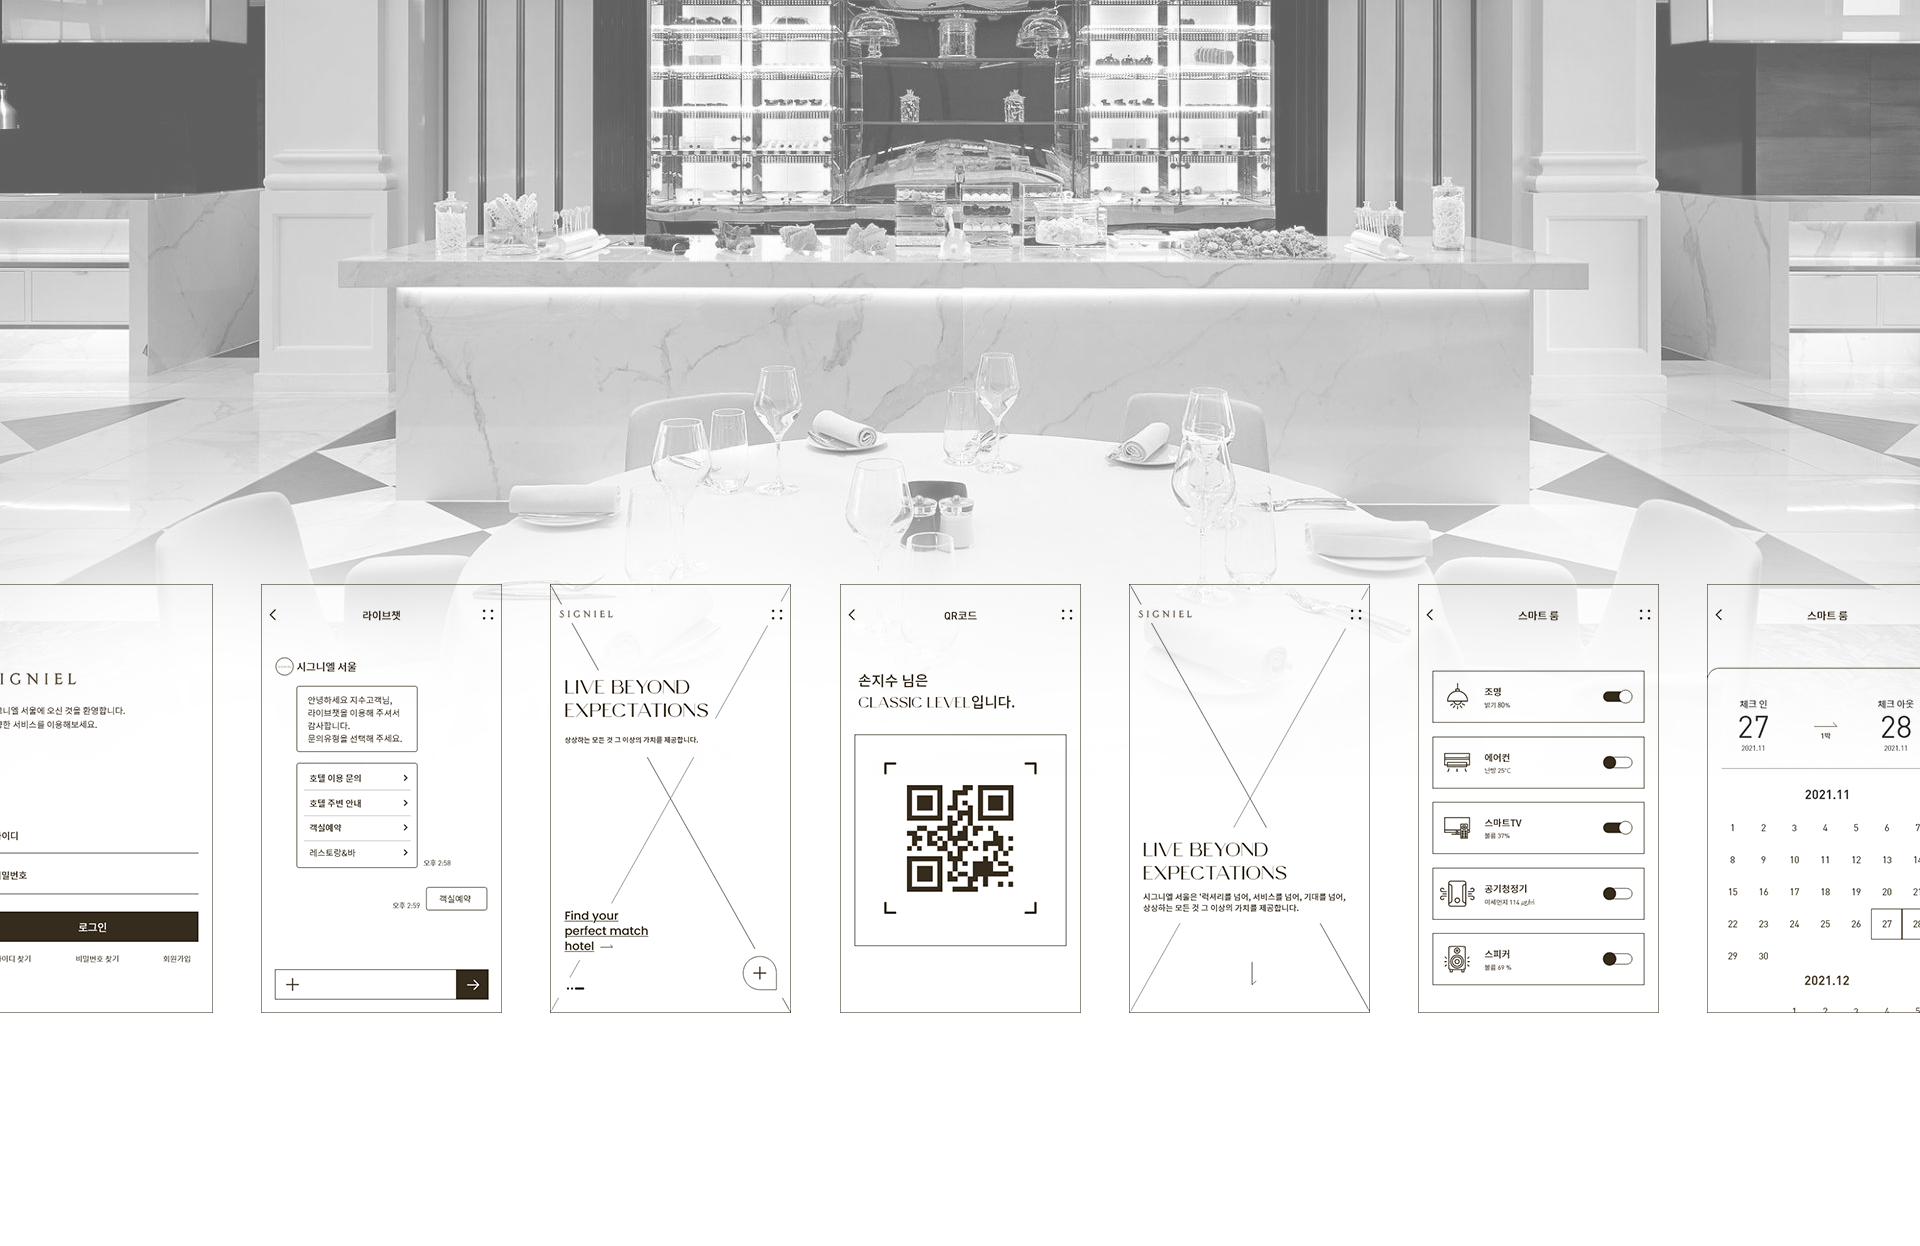 IGNIEL
니엘 서울에 오신 것을 환영합니다.
한 서비스를 이용해보세요.
이디
밀번호
로그인
이디 찾기
비밀번호 찾기
회원가입
라이브챗
시그니엘 서울
안녕하세요 지수고객님,
라이브챗을 이용해 주셔서
감사합니다.
문의유형을 선택해 주세요.
호텔 이용 문의
호텔 주변 안내
객실예약
레스토랑&바
오후 2:58
오후 2:59
객실예약
SIGNIEL
LIVE BEYOND
EXPECTATIONS
상상하는 모든 것 그 이상의 가치를 제공합니다.
Find your
perfect match
hotel
QR코드
손지수 님은
CLASSIC LEVEL입니다.
SIGNIEL
LIVE BEYOND
EXPECTATIONS
시그니엘 서울은 '럭셔리를 넘어, 서비스를 넘어, 기대를 넘어,
상상하는 모든 것 그 이상의 가치를 제공합니다.
스마트 룸
조명
밝기 80%
에어컨
난방 25°C
스마트TV
볼륨 37%
공기청정기
미세먼지 114 ㎍/㎥
스피커
볼륨 69 %
스마트 룸
체크 인
27
2021.11
1박
체크 아웃
28
2021.11
2021.11
1 2 3 4 5 6 7
8 9 10 11 12 13 14
15 16 17 18 19 20 21
22 23 24 25 26 27 28
29 30
2021.12
1 2 3 4 5